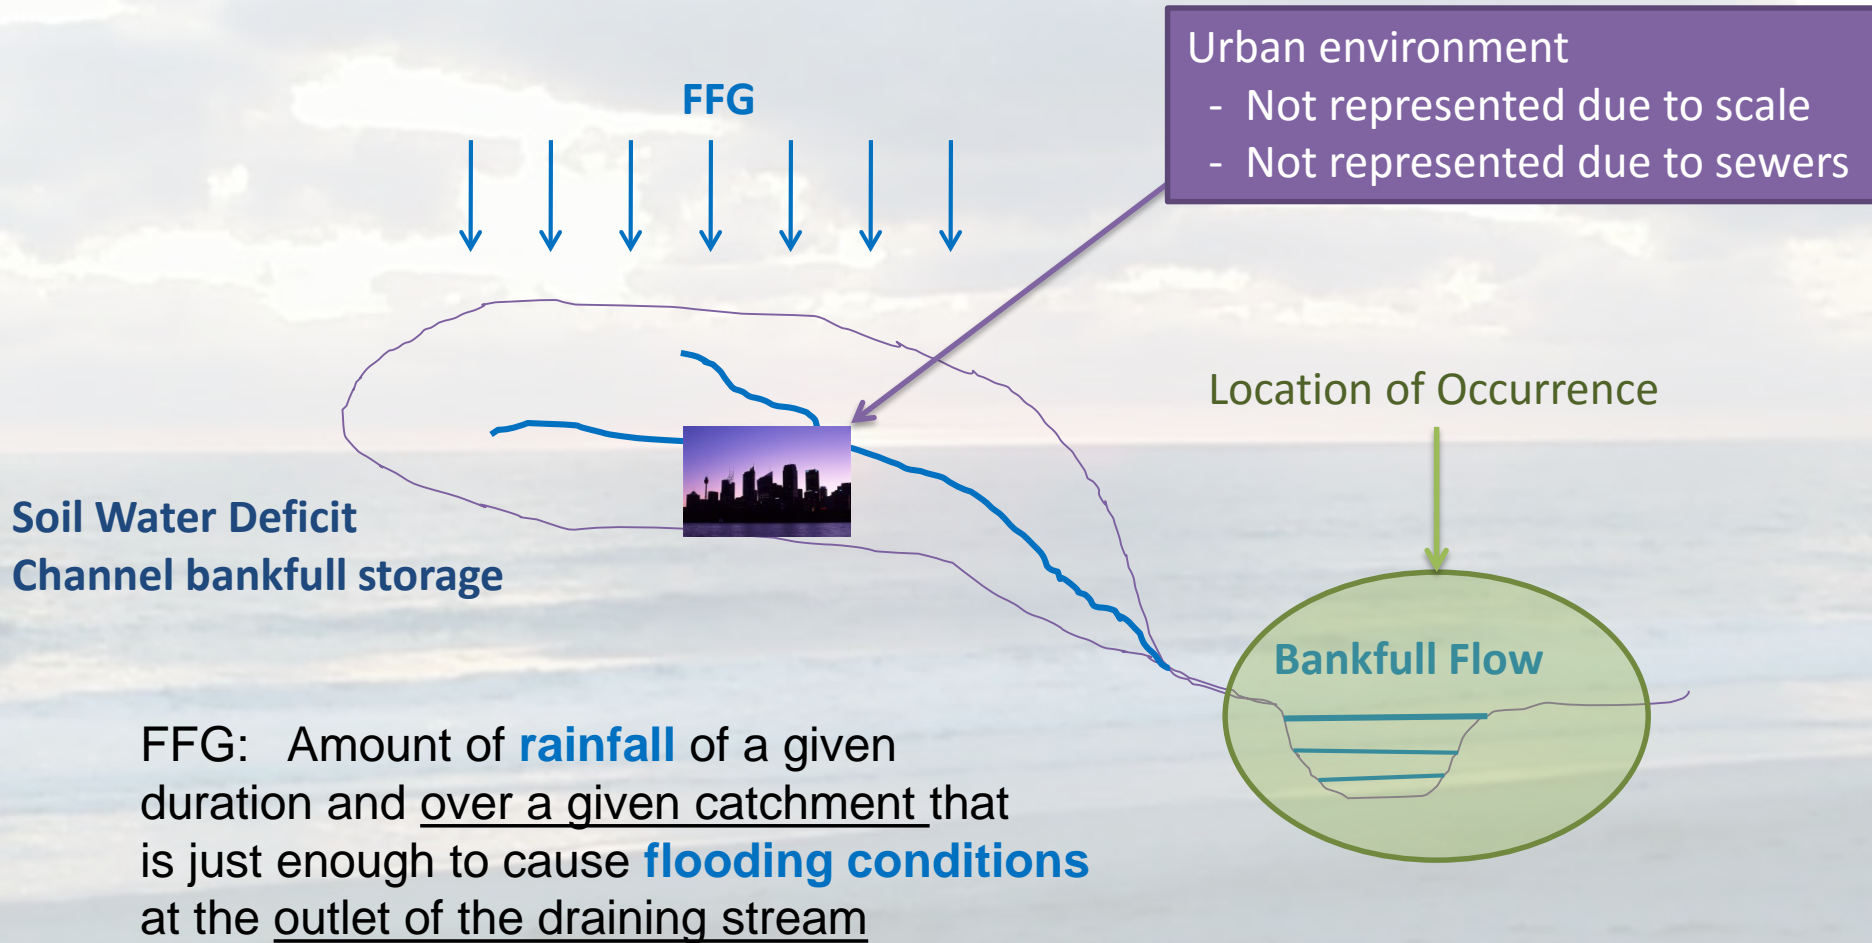 Urban environment
- Not represented due to scale
- Not represented due to sewers
FFG
Location of Occurrence
Soil Water Deficit
Channel bankfull storage
Bankfull Flow
FFG: Amount of rainfall of a given
duration and over a given catchment that
is just enough to cause flooding conditions
at the outlet of the draining stream